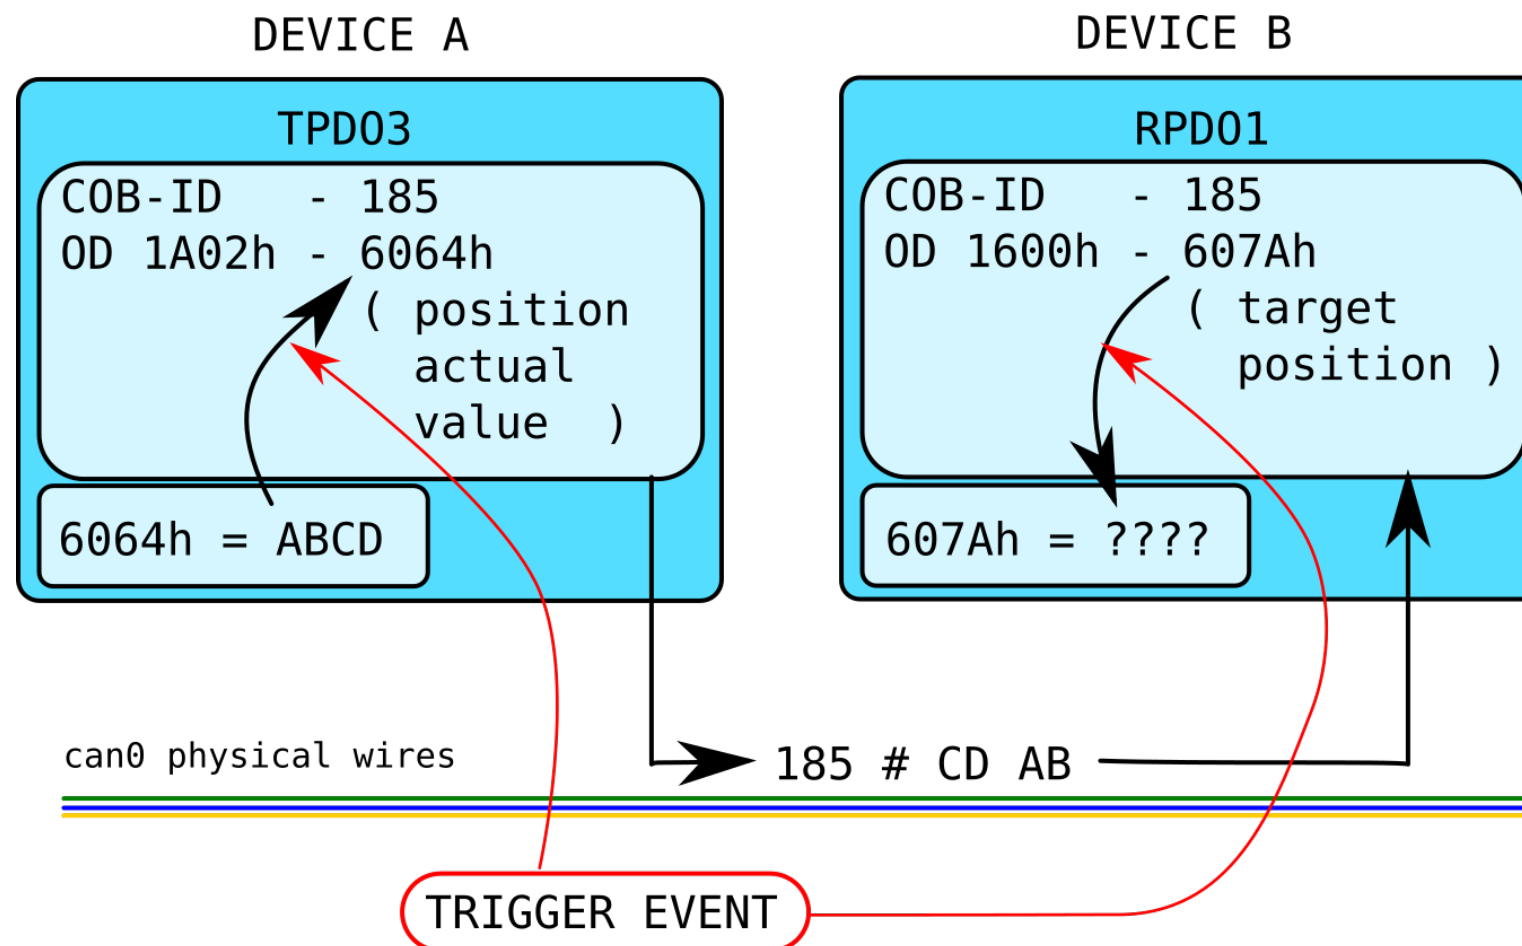 DEVICE A
TPDO3
COB-ID - 185
OD 1A02h - 6064h
( position
actual
value )
6064h = ABCD
DEVICE B
RPDO1
COB-ID - 185
OD 1600h - 607Ah
( target
position )
607Ah = ????
can0 physical wires
185 # CD AB
TRIGGER EVENT